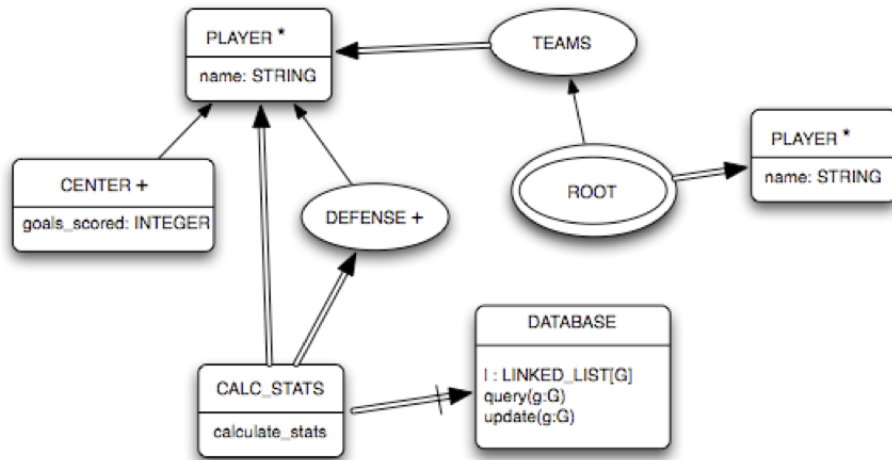 PLAYER *
name: STRING
TEAMS
PLAYER *
name: STRING
ROOT
CENTER +
goals_scored: INTEGER
DEFENSE +
DATABASE
l : LINKED_LIST[G]
query(g:G)
update(g:G)
CALC_STATS
calculate_stats